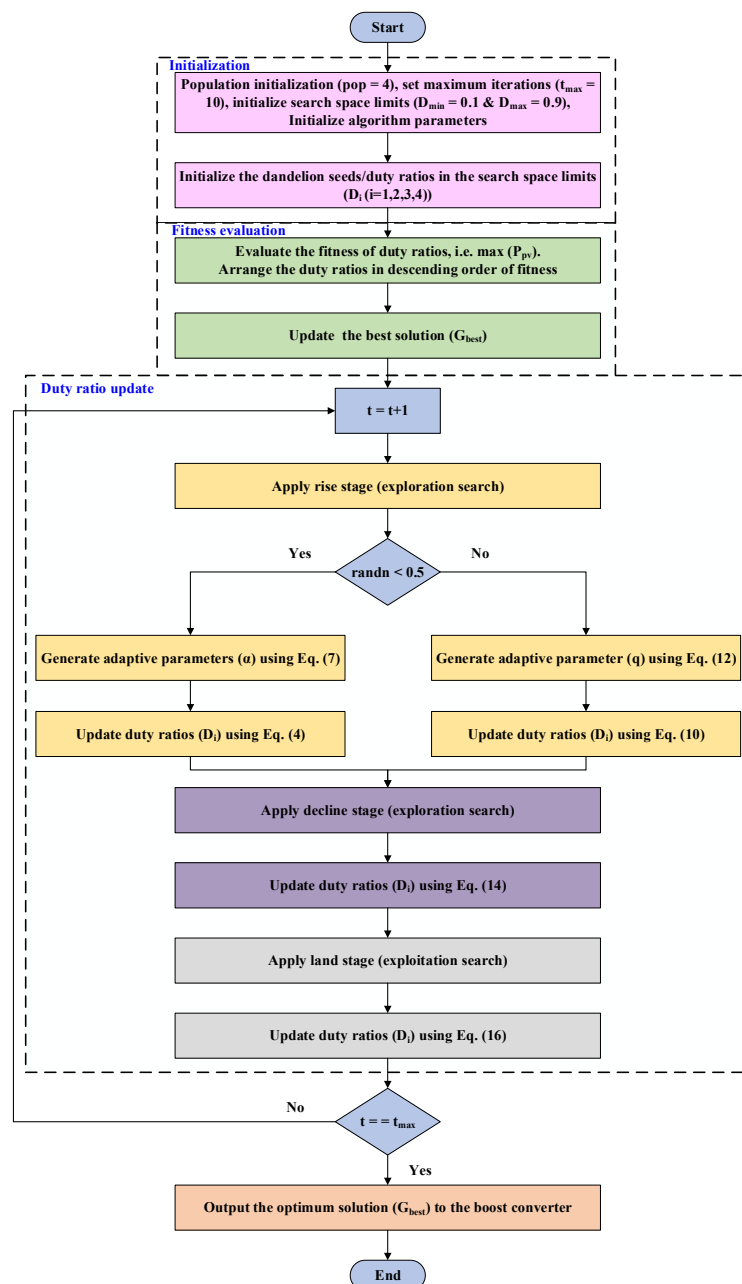 Start
Initialization
Population initialization (pop = 4), set maximum iterations (tmax =
10), initialize search space limits (Dmin = 0.1 & Dmax = 0.9),
Initialize algorithm parameters
Initialize the dandelion seeds/duty ratios in the search space limits
(Di (i=1,2,3,4))
Fitness evaluation
Evaluate the fitness of duty ratios, i.e. max (Ppv).
Arrange the duty ratios in descending order of fitness
Update the best solution (Gbest)
Duty ratio update
t = t+1
Apply rise stage (exploration search)
Yes
No
randn < 0.5
Generate adaptive parameters (α) using Eq. (7)
Generate adaptive parameter (q) using Eq. (12)
Update duty ratios (Di) using Eq. (4)
Update duty ratios (Di) using Eq. (10)
Apply decline stage (exploration search)
Update duty ratios (Di) using Eq. (14)
Apply land stage (exploitation search)
Update duty ratios (Di) using Eq. (16)
No
t = = tmax
Yes
Output the optimum solution (Gbest) to the boost converter
End